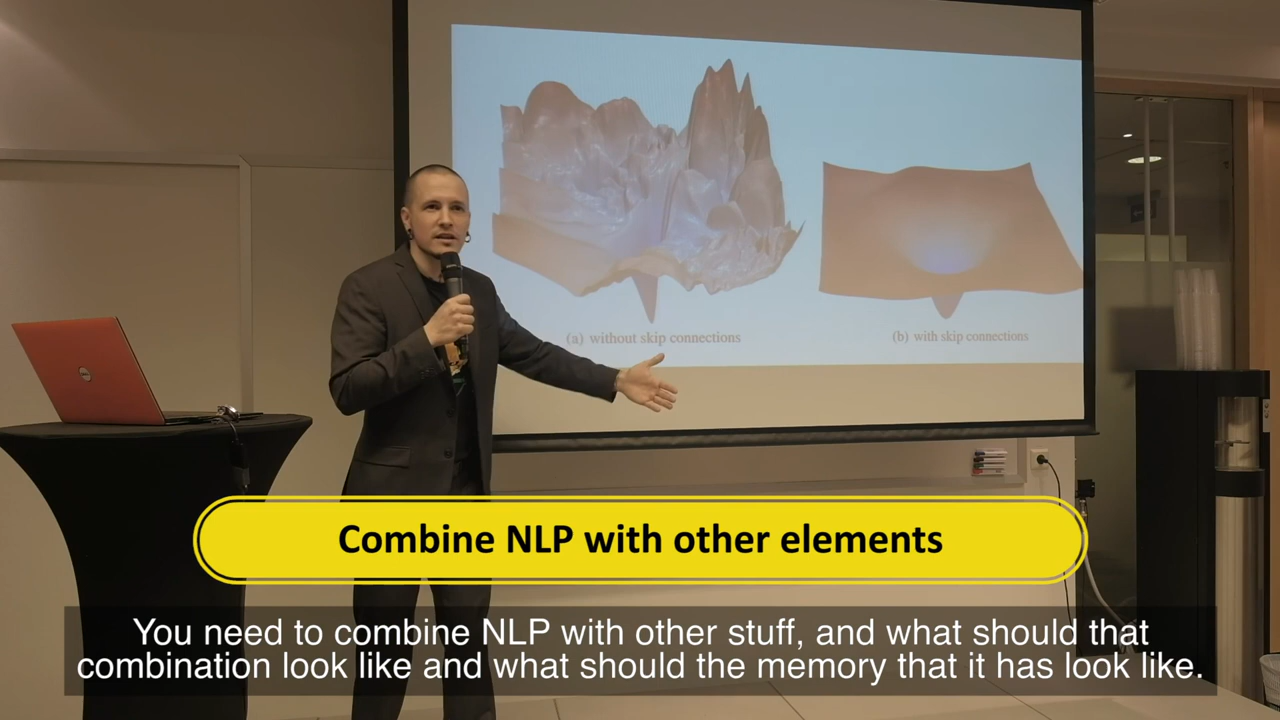 (a) without skip connections
(b) with skip connections
Combine NLP with other elements
You need to combine NLP with other stuff, and what should that
combination look like and what should the memory that it has look like.